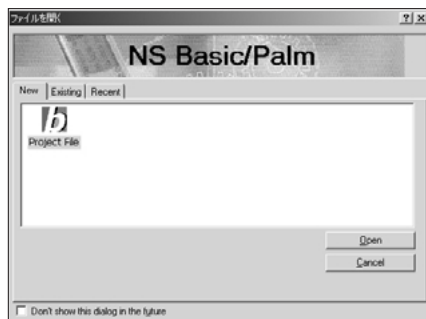 ファイルを開く
NS Basic/Palm
New Existing Recent
Project File
Open
Cancel
Don't show this dialog in the future